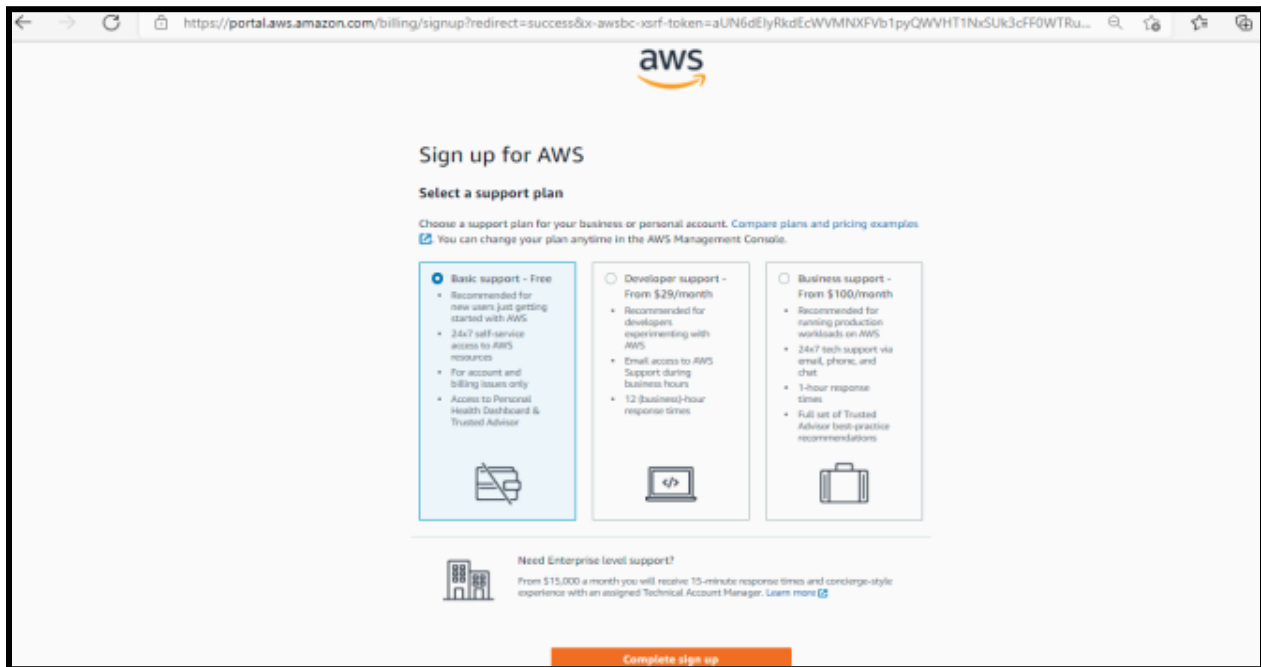 https://portal.aws.amazon.com/billing/signup?redirect=success&x-awsbc-xsrf-token=
aws
Sign up for AWS
Select a support plan
Choose a support plan for your business or personal account. Compare plans and pricing examples
. You can change your plan anytime in the AWS Management Console.
Basic support - Free
Recommended for
new users just getting
started with AWS
24x7 self-service
access to AWS
resources
For account and
billing issues only
Access to Personal
Health Dashboard &
Trusted Advisor
Developer support -
From $29/month
Recommended for
developers
experimenting with
AWS
Email access to AWS
Support during
business hours
12 (business)-hour
response times
Business support -
From $100/month
Recommended for
running production
workloads on AWS
24x7 tech support via
email, phone, and
chat
1-hour response
times
Full set of Trusted
Advisor best-practice
recommendations
</>
Need Enterprise level support?
From $15,000 a month you will receive 15-minute response times and concierge-style
experience with an assigned Technical Account Manager. Learn more
Complete sign up